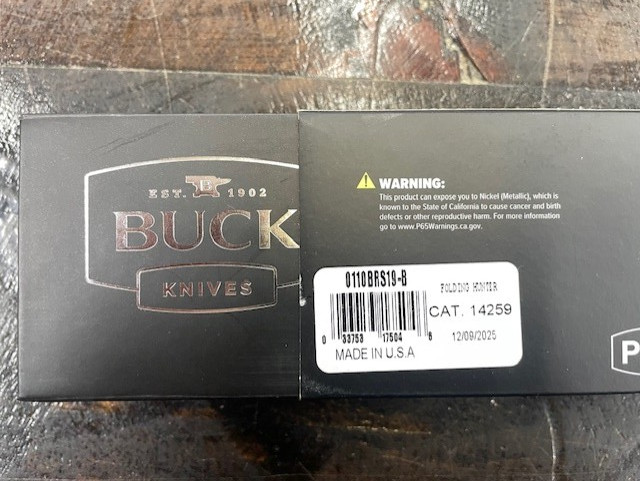 EST. B 1902
BUCK
KNIVES
WARNING:
This product can expose you to Nickel (Metallic), which is
known to the State of California to cause cancer and birth
defects or other reproductive harm. For more information
go to www.P65Warnings.ca.gov.
0110BRS19-B
FOLDING HUNTER
CAT. 14259
0 33753 17504 6
12/09/2025
MADE IN U.S.A
P